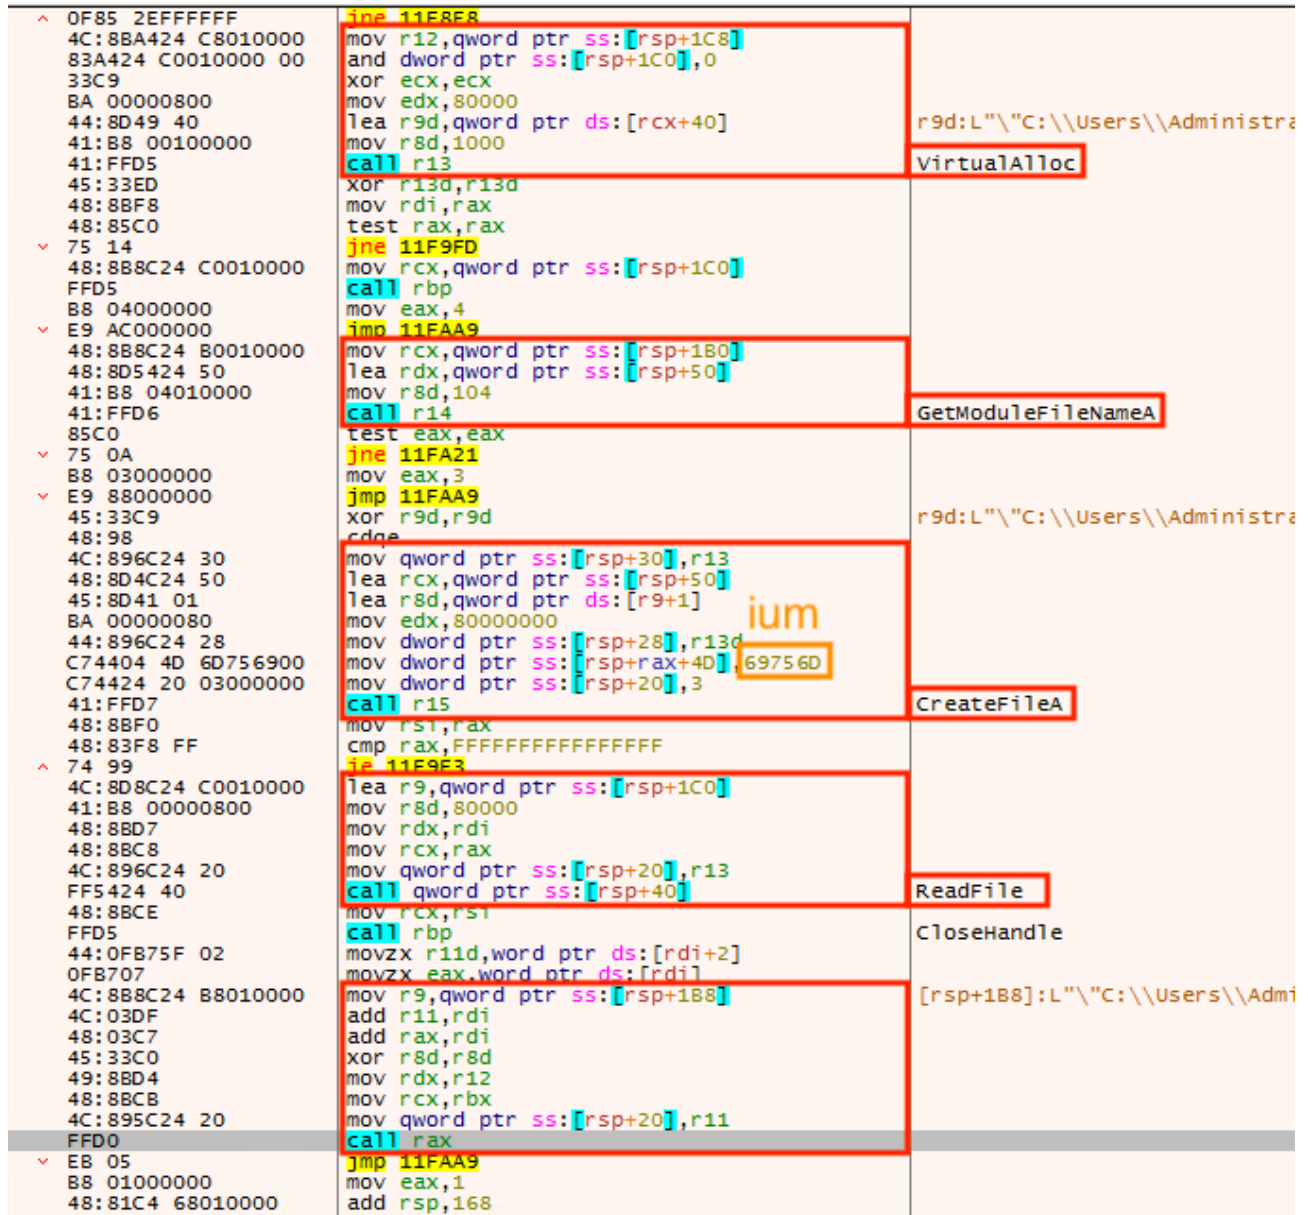 ^ 0F85 2EFFFFFF jne 11F8F8
4C:8BA424 C8010000 mov r12,qword ptr ss:[rsp+1C8]
83A424 C0010000 00 and dword ptr ss:[rsp+1C0],0
33C9 xor ecx,ecx
BA 00000800 mov edx,80000
44:8D49 40 lea r9d,qword ptr ds:[rcx+40] r9d:L"\"C:\\Users\\Administra
41:B8 00100000 mov r8d,1000
41:FFD5 call r13 VirtualAlloc
45:33ED xor r13d,r13d
48:8BF8 mov rdi,rax
48:85C0 test rax,rax
v 75 14 jne 11F9FD
48:8B8C24 C0010000 mov rcx,qword ptr ss:[rsp+1C0]
FFD5 call rbp
B8 04000000 mov eax,4
v E9 AC000000 jmp 11FAA9
48:8B8C24 B0010000 mov rcx,qword ptr ss:[rsp+1B0]
48:8D5424 50 lea rdx,qword ptr ss:[rsp+50]
41:B8 04010000 mov r8d,104
41:FFD6 call r14 GetModuleFileNameA
85C0 test eax,eax
v 75 0A jne 11FA21
B8 03000000 mov eax,3
v E9 88000000 jmp 11FAA9
45:33C9 xor r9d,r9d r9d:L"\"C:\\Users\\Administra
48:98 cdqe
4C:896C24 30 mov qword ptr ss:[rsp+30],r13
48:8D4C24 50 lea rcx,qword ptr ss:[rsp+50]
45:8D41 01 lea r8d,qword ptr ds:[r9+1]
ium
BA 00000080 mov edx,80000000
44:896C24 28 mov dword ptr ss:[rsp+28],r13d
C74404 4D 6D756900 mov dword ptr ss:[rsp+rax+4D],69756D
C74424 20 03000000 mov dword ptr ss:[rsp+20],3
41:FFD7 call r15 CreateFileA
48:8BF0 mov rsi,rax
48:83F8 FF cmp rax,FFFFFFFFFFFFFFFF
^ 74 99 je 11F9E3
4C:8D8C24 C0010000 lea r9,qword ptr ss:[rsp+1C0]
41:B8 00000800 mov r8d,80000
48:8BD7 mov rdx,rdi
48:8BC8 mov rcx,rax
4C:896C24 20 mov qword ptr ss:[rsp+20],r13
FF5424 40 call qword ptr ss:[rsp+40] ReadFile
48:8BCE mov rcx,rsi
FFD5 call rbp CloseHandle
44:0FB75F 02 movzx r11d,word ptr ds:[rdi+2]
0FB707 movzx eax,word ptr ds:[rdi]
4C:8B8C24 B8010000 mov r9,qword ptr ss:[rsp+1B8] [rsp+1B8]:L"\"C:\\Users\\Admi
4C:03DF add r11,rdi
48:03C7 add rax,rdi
45:33C0 xor r8d,r8d
49:8BD4 mov rdx,r12
48:8BCB mov rcx,rbx
4C:895C24 20 mov qword ptr ss:[rsp+20],r11
FFD0 call rax
v EB 05 jmp 11FAA9
B8 01000000 mov eax,1
48:81C4 68010000 add rsp,168